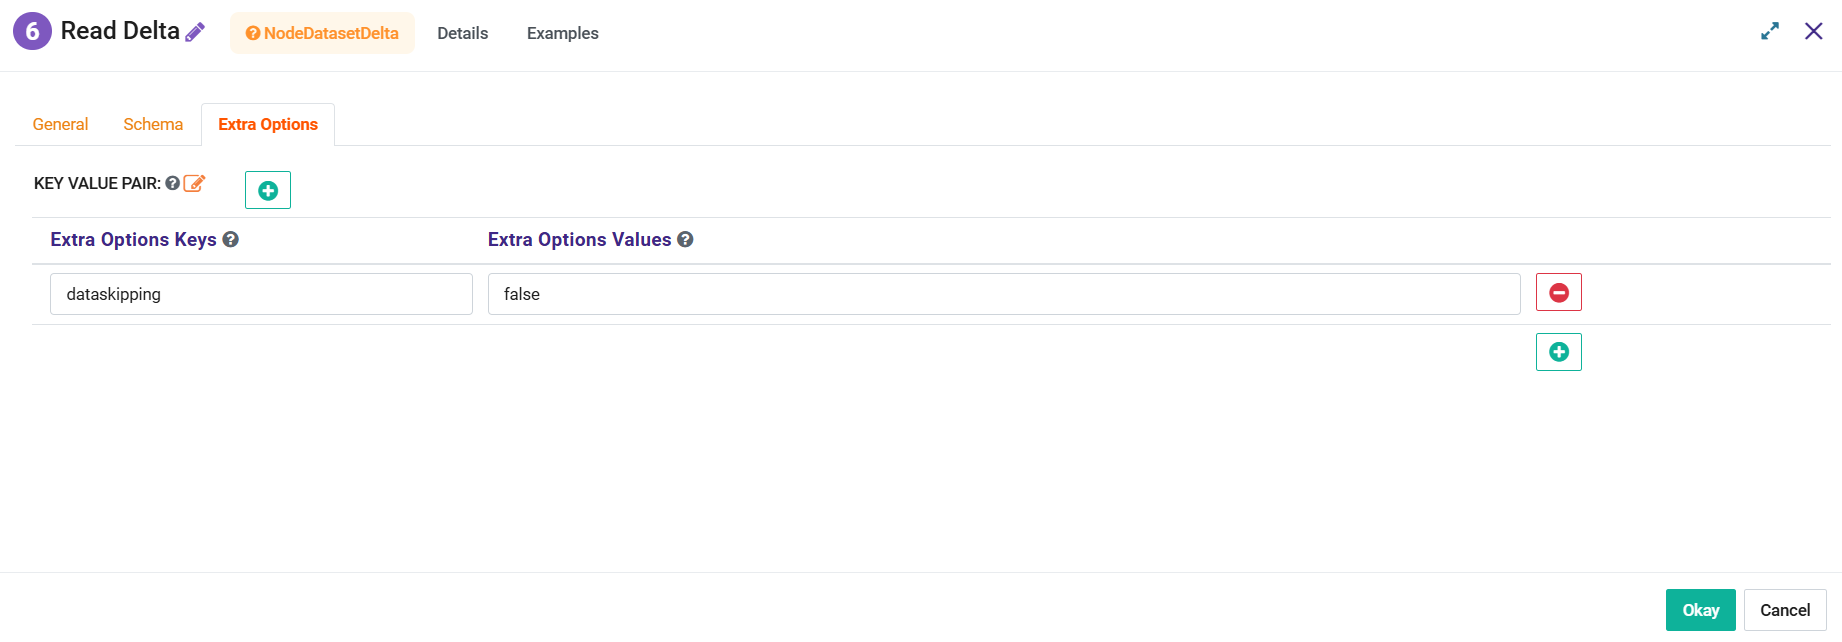 6 Read Delta NodeDatasetDelta Details Examples
General Schema Extra Options
KEY VALUE PAIR:
Extra Options Keys Extra Options Values
dataskipping false
Okay Cancel